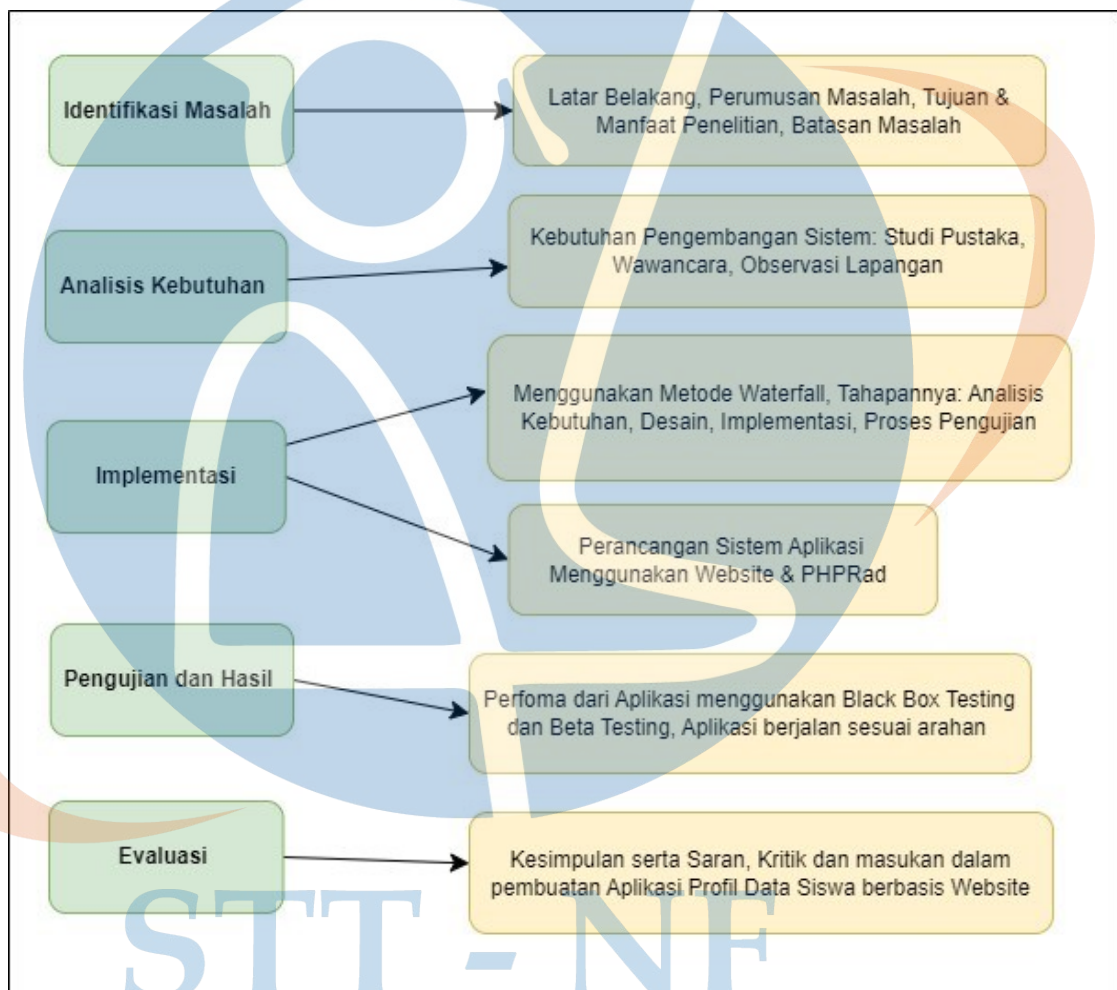 Identifikasi Masalah
Latar Belakang, Perumusan Masalah, Tujuan &
Manfaat Penelitian, Batasan Masalah
Analisis Kebutuhan
Kebutuhan Pengembangan Sistem: Studi Pustaka,
Wawancara, Observasi Lapangan
Implementasi
Menggunakan Metode Waterfall, Tahapannya: Analisis
Kebutuhan, Desain, Implementasi, Proses Pengujian
Perancangan Sistem Aplikasi
Menggunakan Website & PHPRad
Pengujian dan Hasil
Perfoma dari Aplikasi menggunakan Black Box Testing
dan Beta Testing, Aplikasi berjalan sesuai arahan
Evaluasi
Kesimpulan serta Saran, Kritik dan masukan dalam
pembuatan Aplikasi Profil Data Siswa berbasis Website
STT - NF